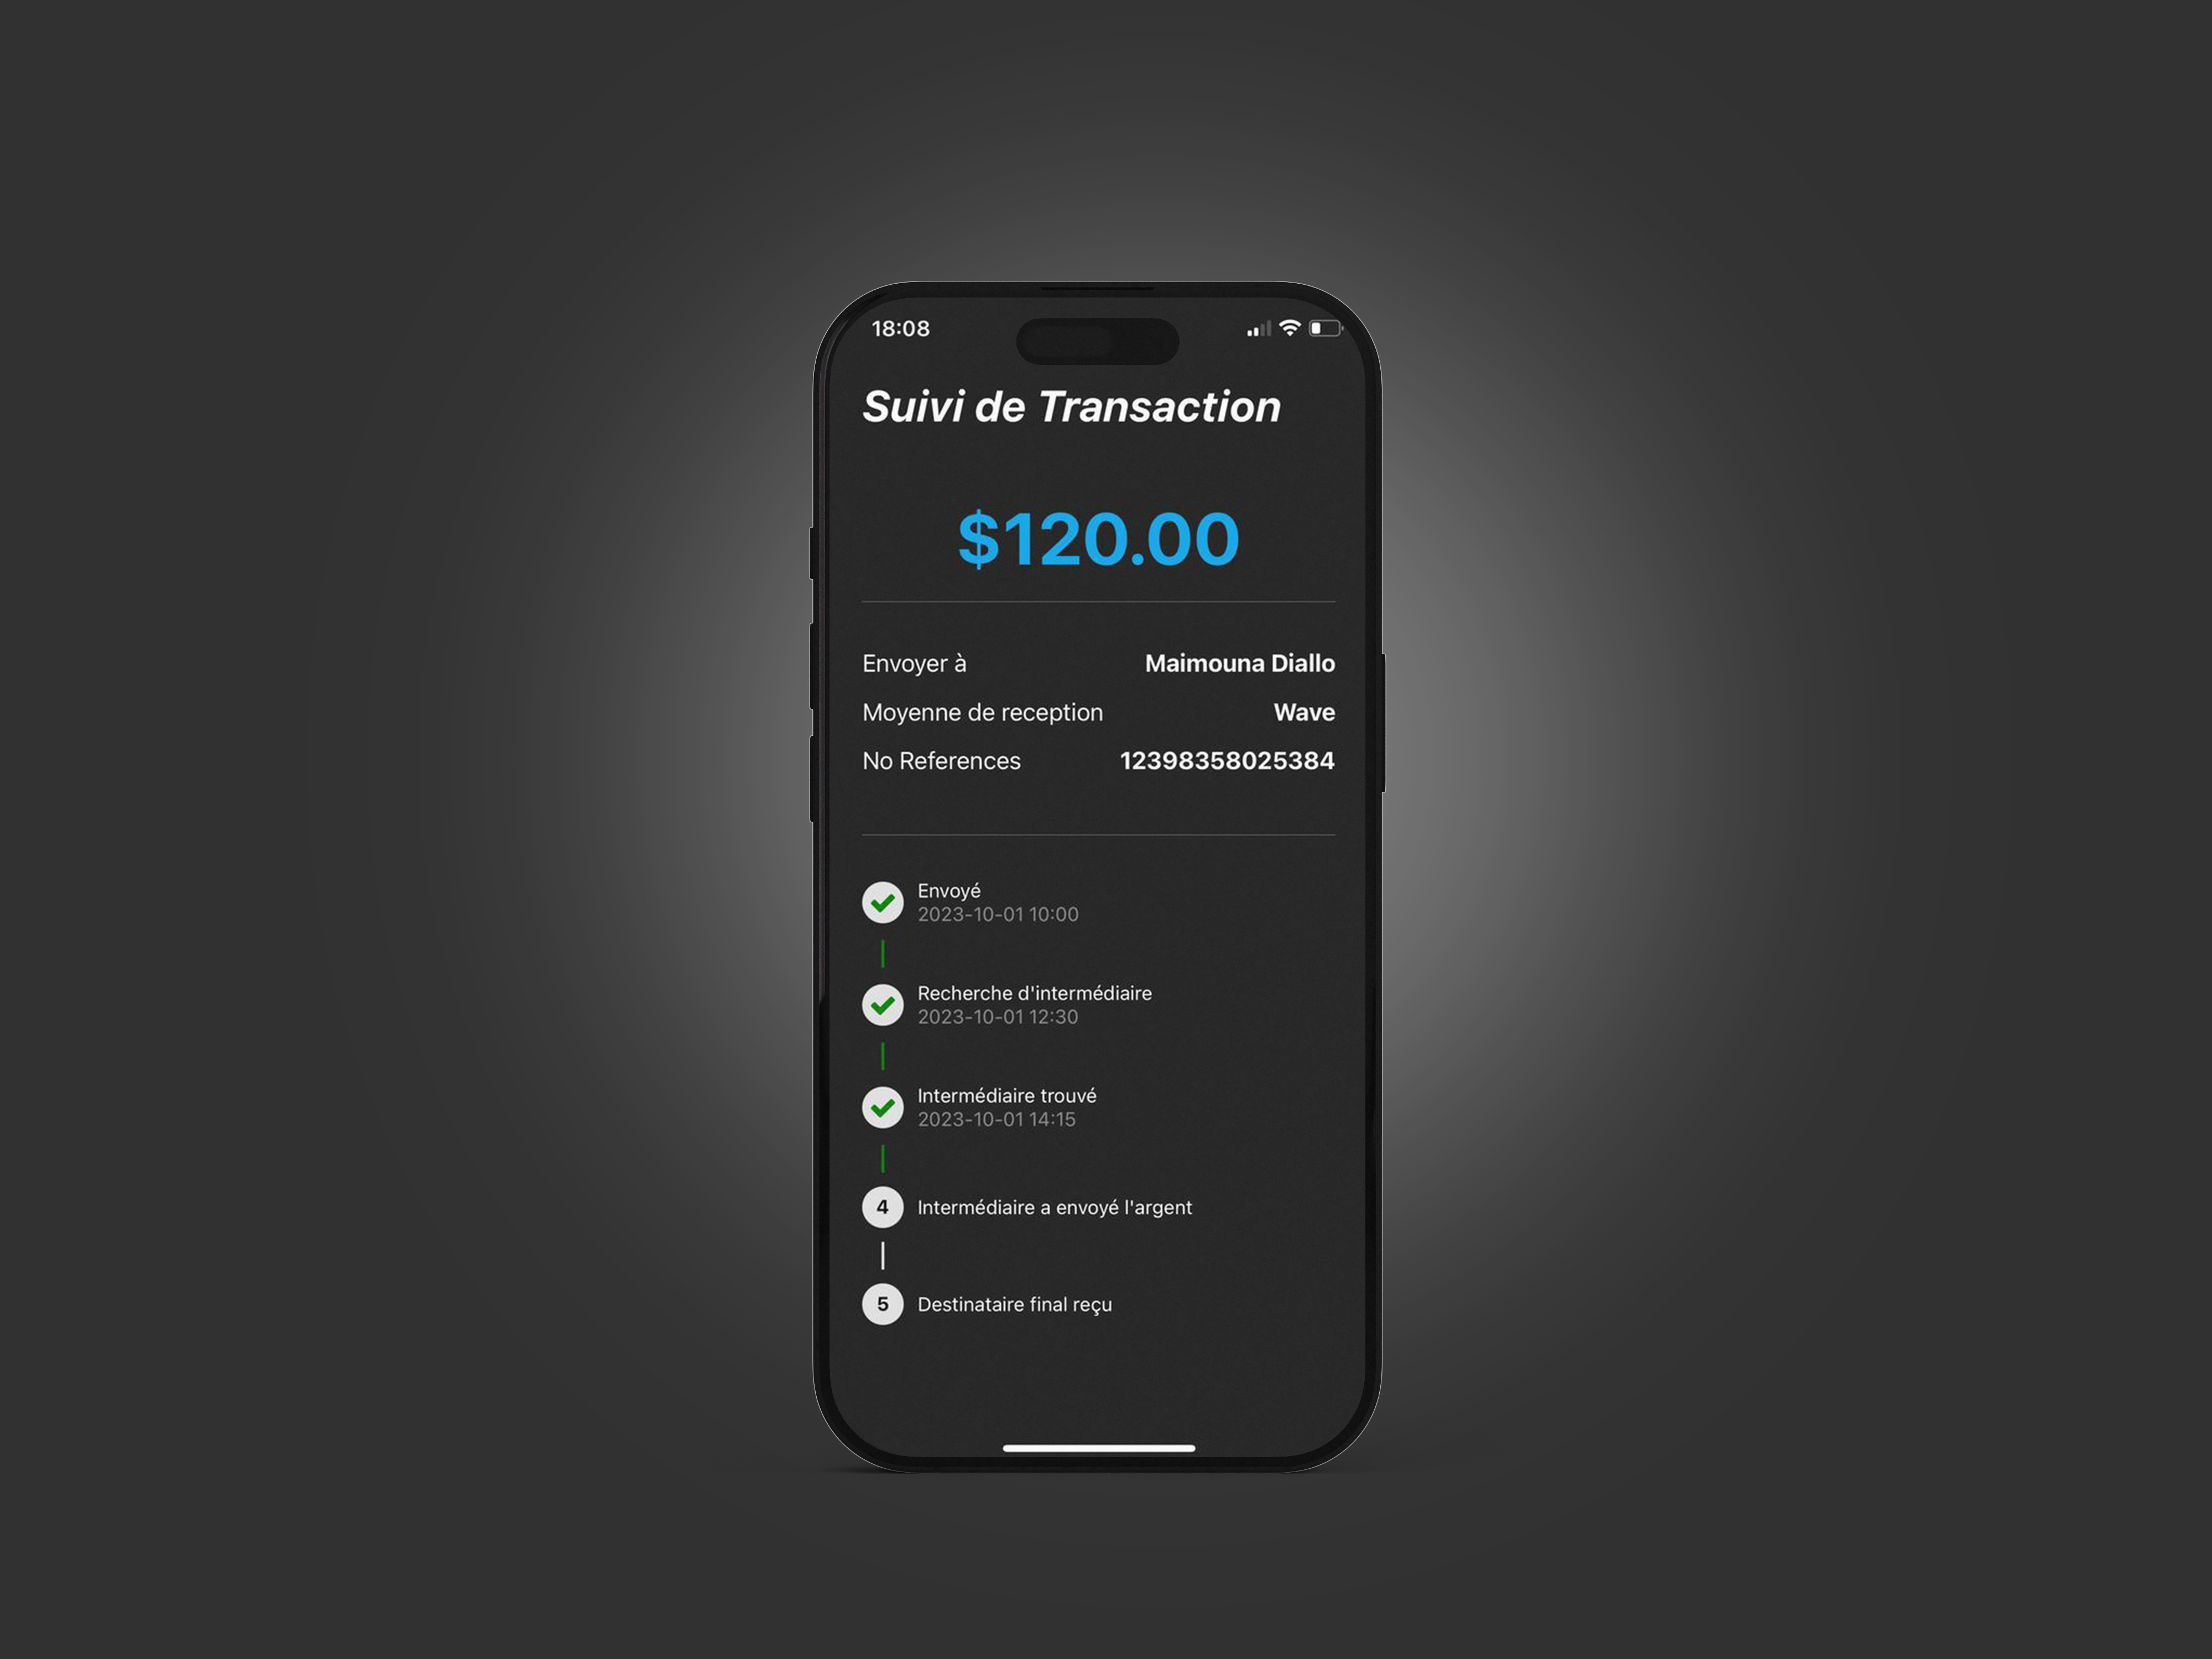 18:08
Suivi de Transaction
$120.00
Envoyer à Maimouna Diallo
Moyenne de reception Wave
No References 12398358025384
Envoyé
2023-10-01 10:00
Recherche d'intermédiaire
2023-10-01 12:30
Intermédiaire trouvé
2023-10-01 14:15
4 Intermédiaire a envoyé l'argent
5 Destinataire final reçu